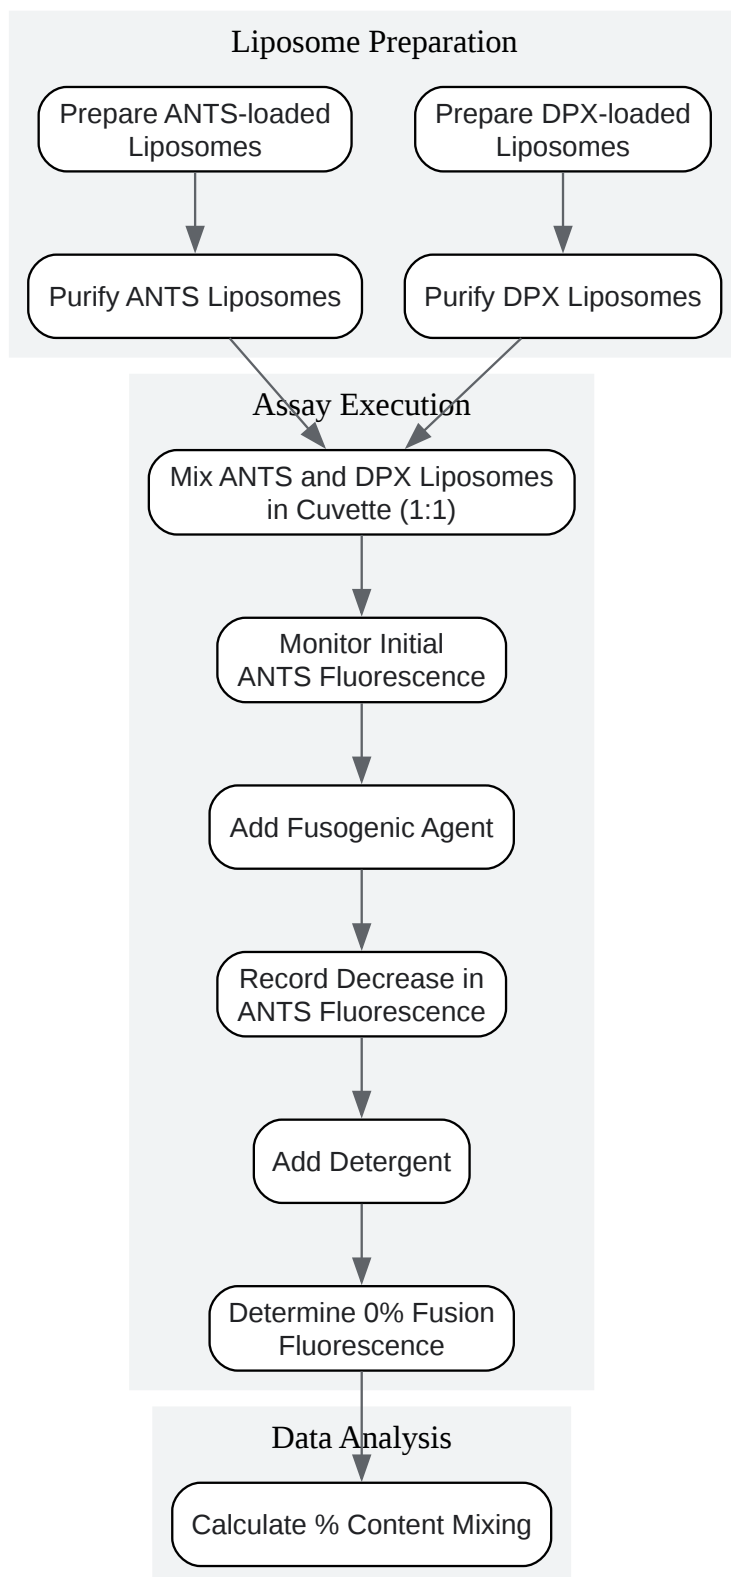 Liposome Preparation
Prepare ANTS-loaded
Liposomes
Prepare DPX-loaded
Liposomes
Purify ANTS Liposomes
Purify DPX Liposomes
Assay Execution
Mix ANTS and DPX Liposomes
in Cuvette (1:1)
Monitor Initial
ANTS Fluorescence
Add Fusogenic Agent
Record Decrease in
ANTS Fluorescence
Add Detergent
Determine 0% Fusion
Fluorescence
Data Analysis
Calculate % Content Mixing